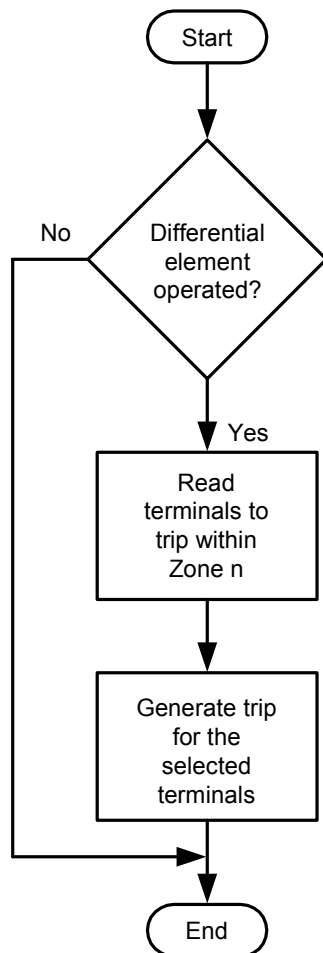 Start
No
Differential
element
operated?
Yes
Read
terminals to
trip within
Zone n
Generate trip
for the
selected
terminals
End